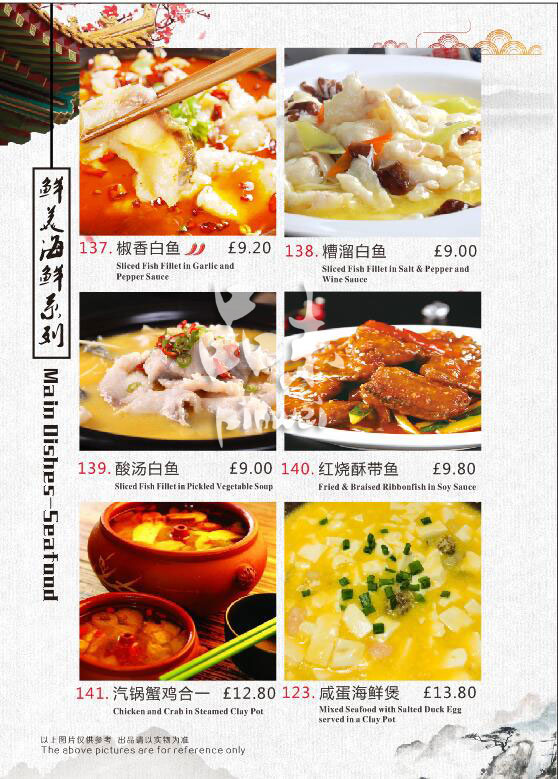 鲜美海鲜系列
Main Dishes-Seafood
137. 椒香白鱼 £9.20
Sliced Fish Fillet in Garlic and
Pepper Sauce
138. 糟溜白鱼 £9.00
Sliced Fish Fillet in Salt & Pepper and
Wine Sauce
品味
pinwei
139. 酸汤白鱼 £9.00
Sliced Fish Fillet in Pickled Vegetable Soup
140. 红烧酥带鱼 £9.80
Fried & Braised Ribbonfish in Soy Sauce
141. 汽锅蟹鸡合一 £12.80
Chicken and Crab in Steamed Clay Pot
123. 咸蛋海鲜煲 £13.80
Mixed Seafood with Salted Duck Egg
served in a Clay Pot
以上图片仅供参考 出品请以实物为准
The above pictures are for reference only